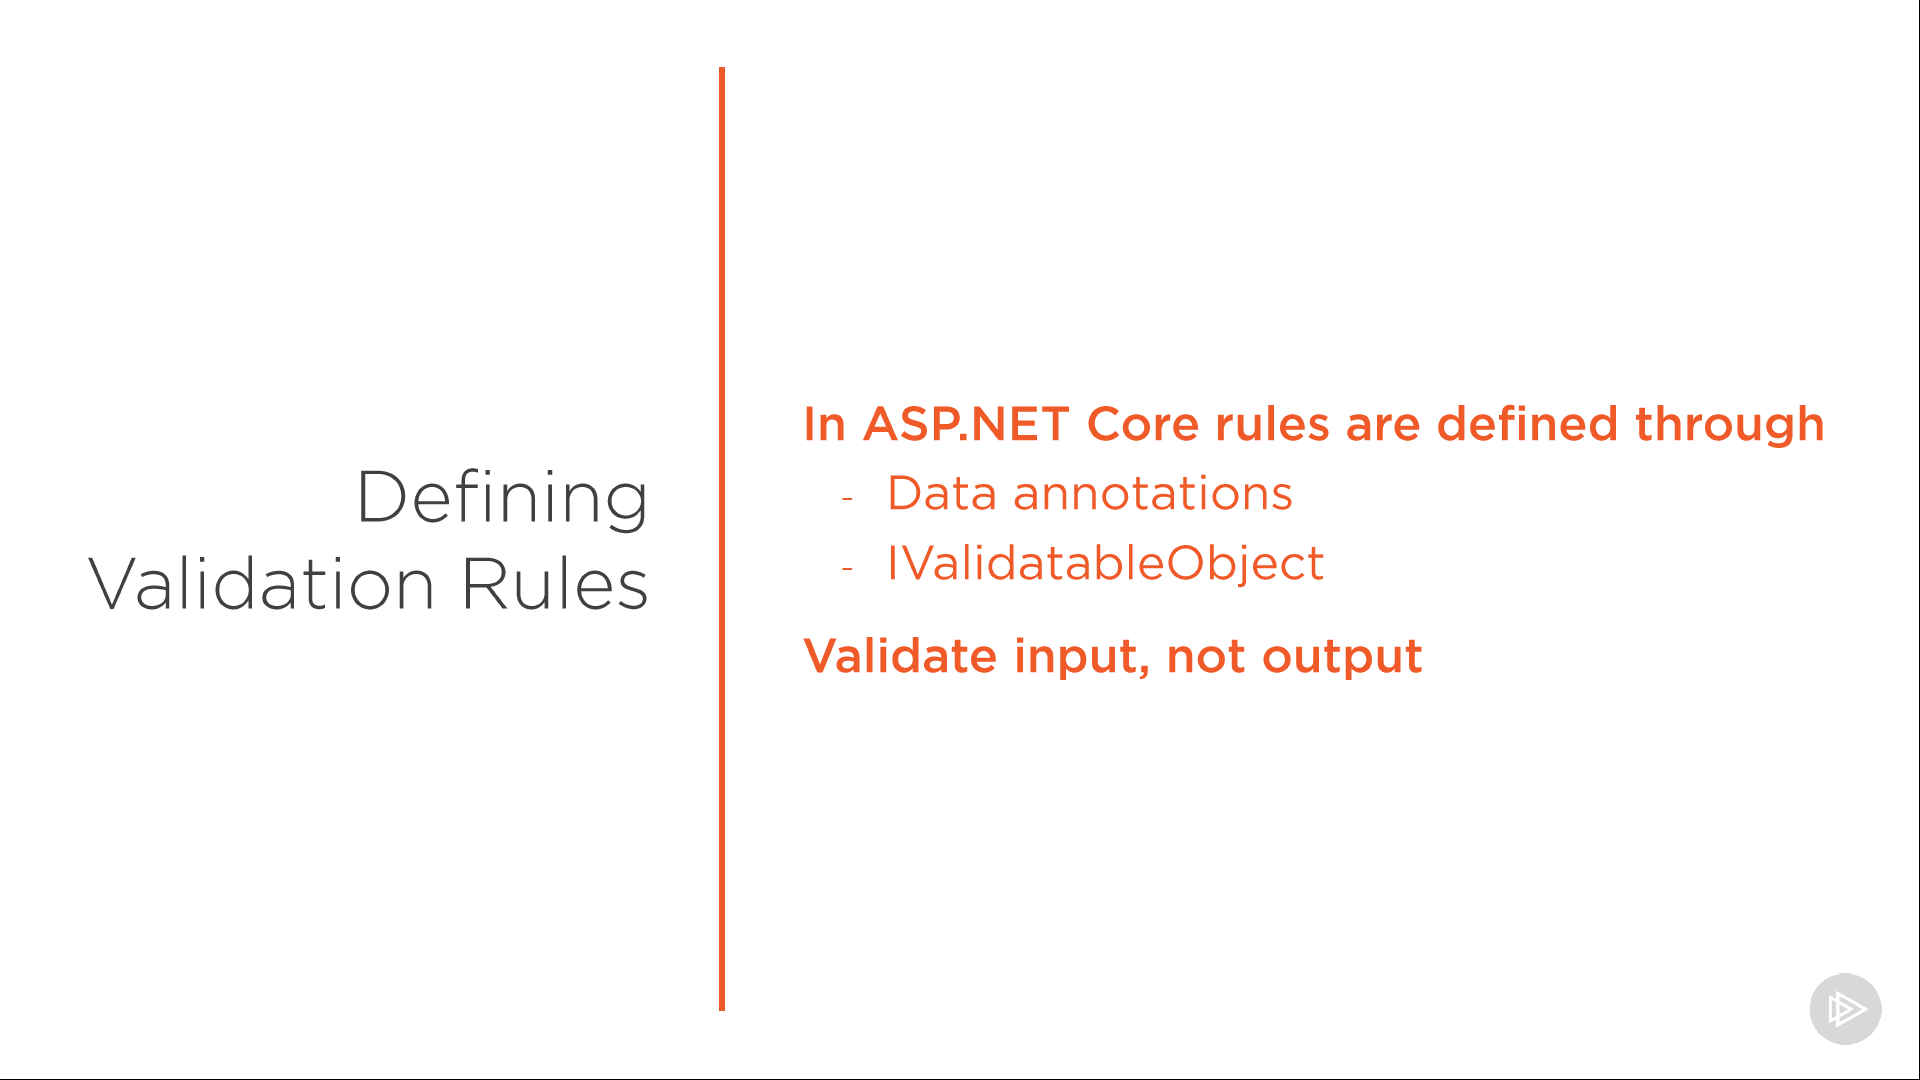 Defining
Validation Rules
In ASP.NET Core rules are defined through
- Data annotations
- IValidatableObject
Validate input, not output